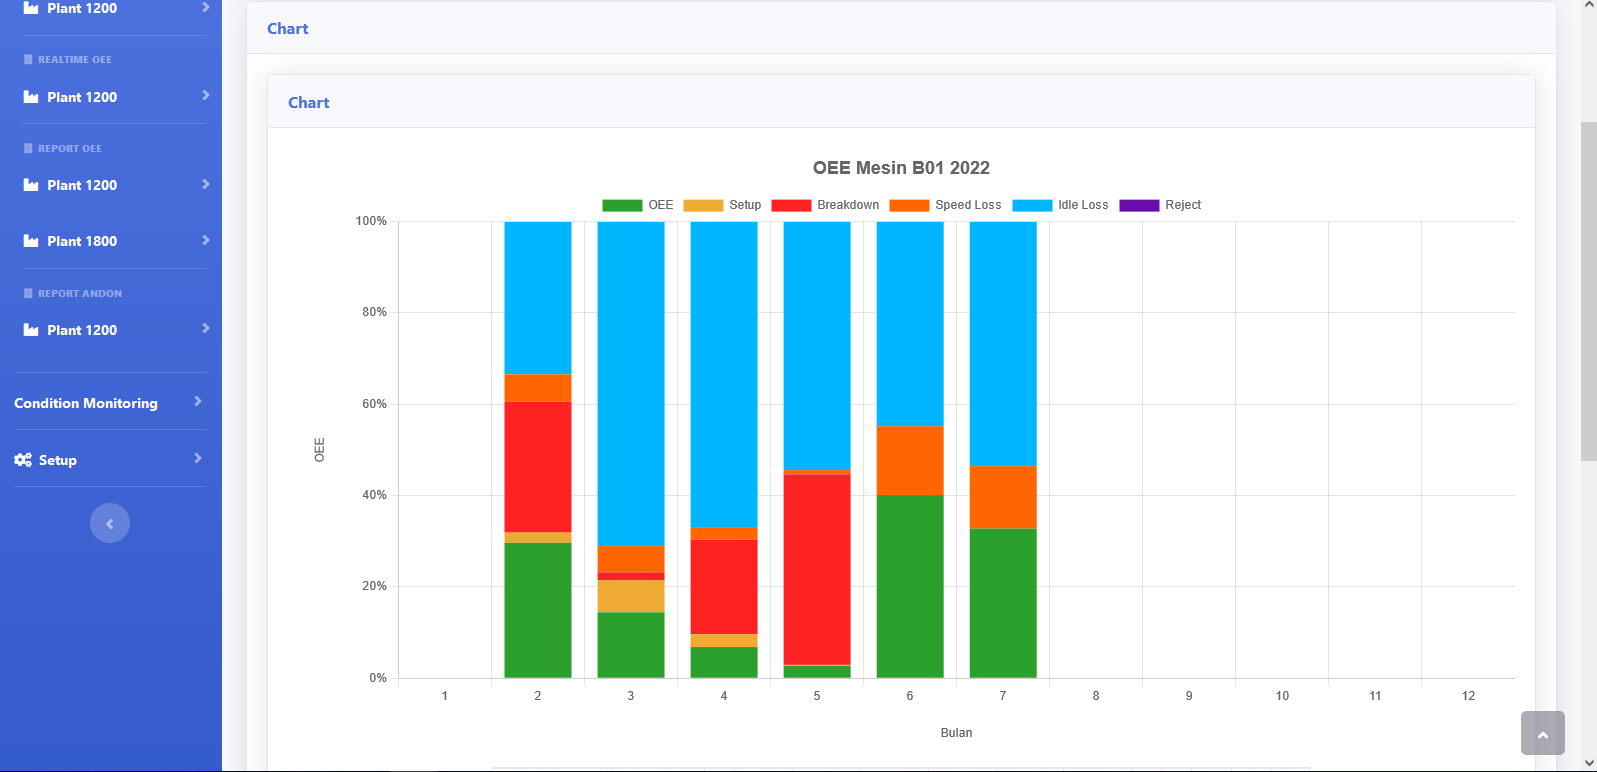 Plant 1200
REALTIME OEE
Plant 1200
REPORT OEE
Plant 1200
Plant 1800
REPORT ANDON
Plant 1200
Condition Monitoring
Setup
Chart
Chart
OEE Mesin B01 2022
OEE Setup Breakdown Speed Loss Idle Loss Reject
100%
80%
60%
40%
20%
0%
OEE
1 2 3 4 5 6 7 8 9 10 11 12
Bulan